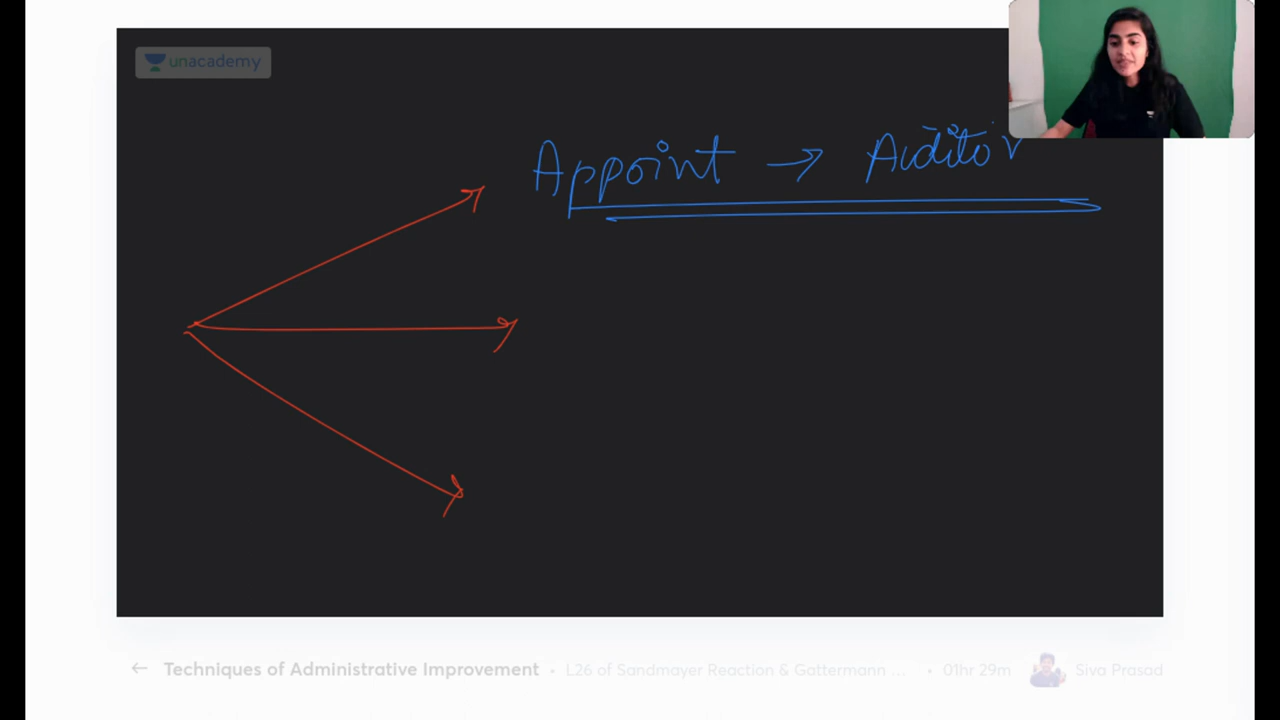 unacademy
Appoint → Auditor
← Techniques of Administrative Improvement • L26 of Sandmayer Reaction & Gattermann ... • 01hr 29m Siva Prasad